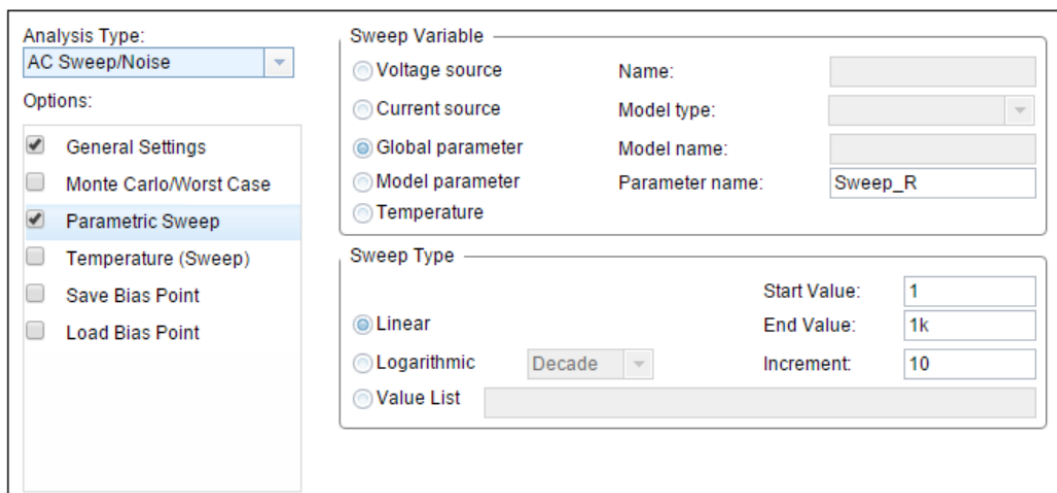 Analysis Type:
AC Sweep/Noise
Options:
General Settings
Monte Carlo/Worst Case
Parametric Sweep
Temperature (Sweep)
Save Bias Point
Load Bias Point
Sweep Variable
Voltage source Name:
Current source Model type:
Global parameter Model name:
Model parameter Parameter name: Sweep_R
Temperature
Sweep Type
Start Value: 1
Linear End Value: 1k
Logarithmic Decade Increment: 10
Value List